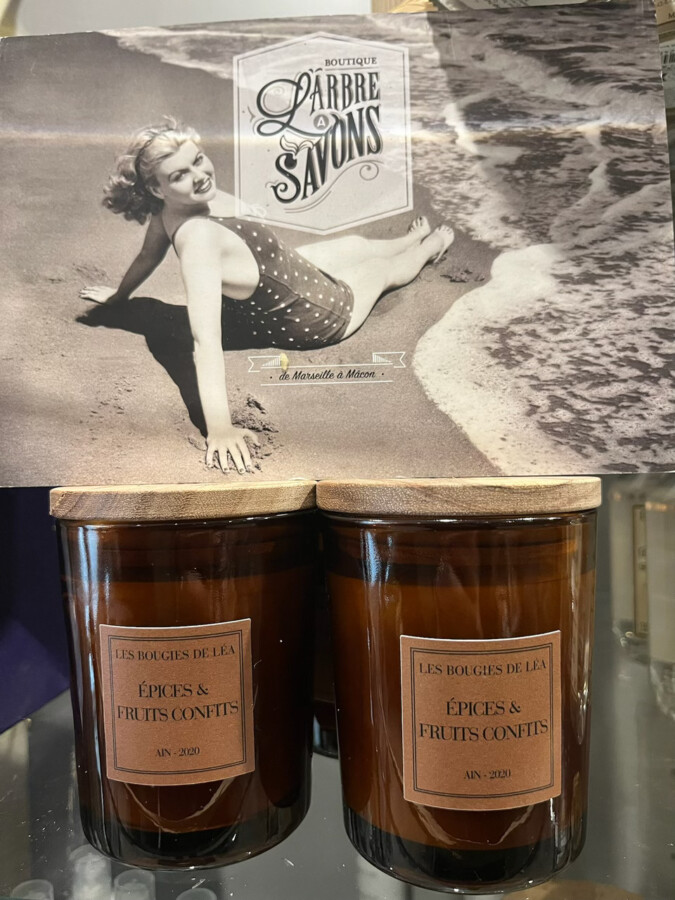 BOUTIQUE
L'ARBRE
À
SAVONS
· de Marseille à Mâcon ·
LES BOUGIES DE LÉA
ÉPICES &
FRUITS CONFITS
AIN - 2020
LES BOUGIES DE LÉA
ÉPICES &
FRUITS CONFITS
AIN - 2020